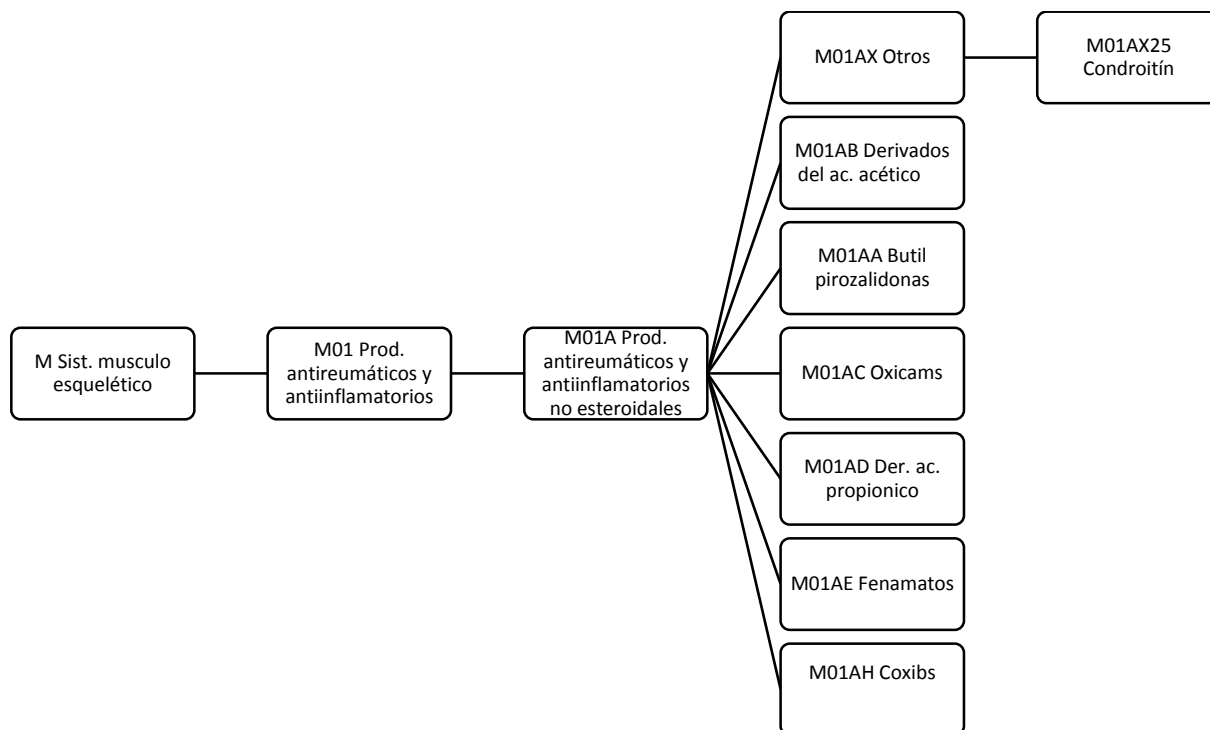 M Sist. musculo
esquelético
M01 Prod.
antireumáticos y
antiinflamatorios
M01A Prod.
antireumáticos y
antiinflamatorios
no esteroidales
M01AX Otros
M01AX25
Condroitín
M01AB Derivados
del ac. acético
M01AA Butil
pirozalidonas
M01AC Oxicams
M01AD Der. ac.
propionico
M01AE Fenamatos
M01AH Coxibs